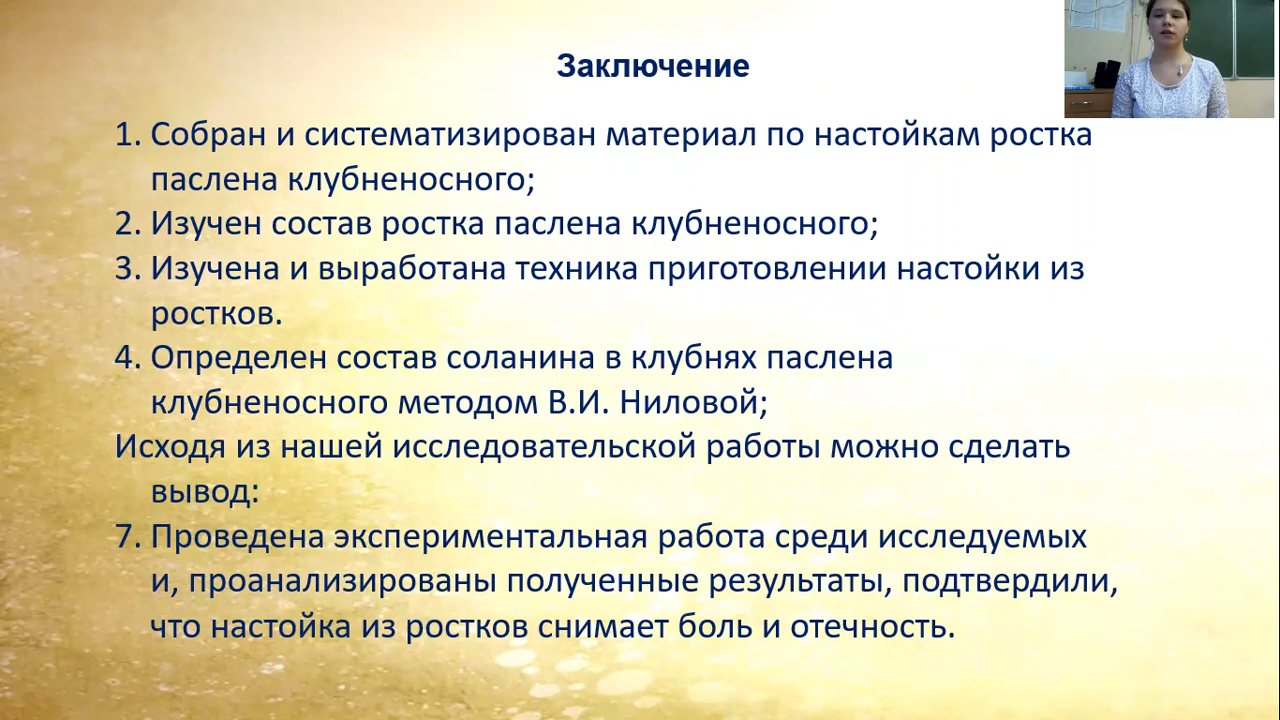 Заключение
1. Собран и систематизирован материал по настойкам ростка
паслена клубненосного;
2. Изучен состав ростка паслена клубненосного;
3. Изучена и выработана техника приготовлении настойки из
ростков.
4. Определен состав соланина в клубнях паслена
клубненосного методом В.И. Ниловой;
Исходя из нашей исследовательской работы можно сделать
вывод:
7. Проведена экспериментальная работа среди исследуемых
и, проанализированы полученные результаты, подтвердили,
что настойка из ростков снимает боль и отечность.